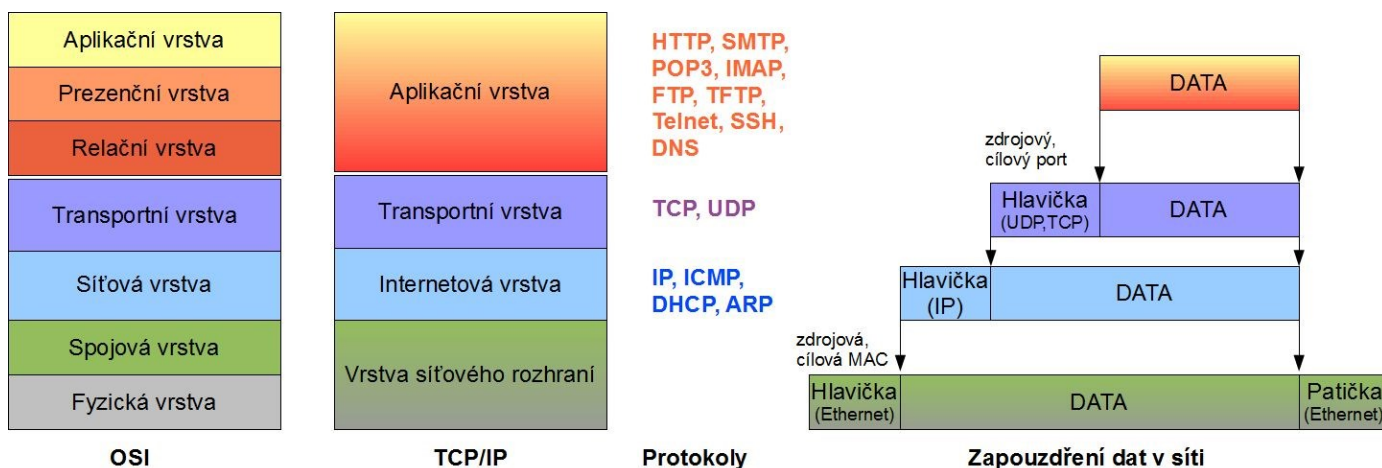 Aplikační vrstva
Prezenční vrstva
Relační vrstva
Transportní vrstva
Síťová vrstva
Spojová vrstva
Fyzická vrstva
OSI
Aplikační vrstva
Transportní vrstva
Internetová vrstva
Vrstva síťového rozhraní
TCP/IP
HTTP, SMTP,
POP3, IMAP,
FTP, TFTP,
Telnet, SSH,
DNS
TCP, UDP
IP, ICMP,
DHCP, ARP
Protokoly
DATA
zdrojový,
cílový port
Hlavička
(UDP,TCP)
DATA
Hlavička
(IP)
DATA
zdrojová,
cílová MAC
Hlavička
(Ethernet)
DATA
Patička
(Ethernet)
Zapouzdření dat v síti